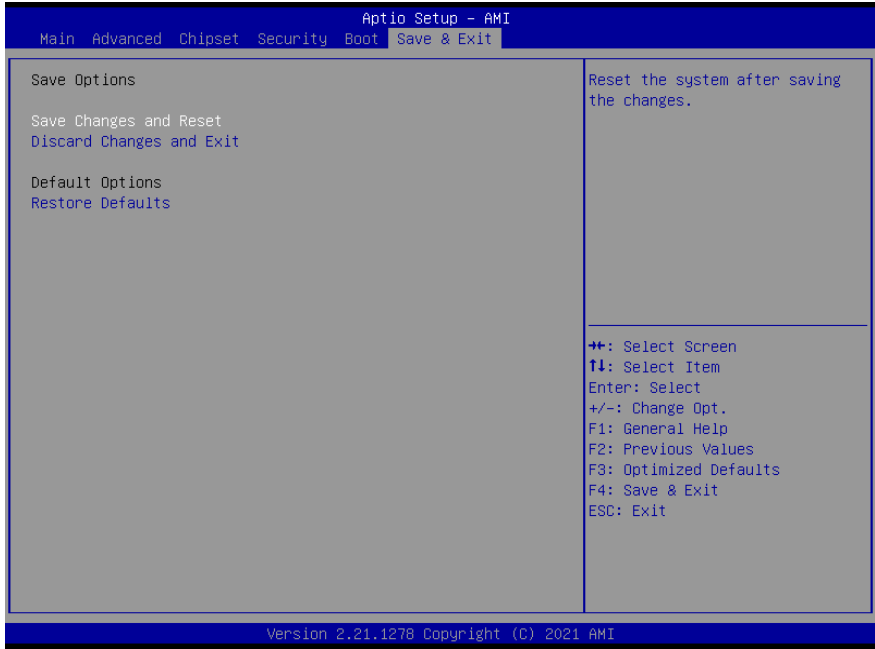 Aptio Setup – AMI
Main Advanced Chipset Security Boot Save & Exit
Save Options
Save Changes and Reset
Discard Changes and Exit
Default Options
Restore Defaults
Reset the system after saving
the changes.
→←: Select Screen
↑↓: Select Item
Enter: Select
+/-: Change Opt.
F1: General Help
F2: Previous Values
F3: Optimized Defaults
F4: Save & Exit
ESC: Exit
Version 2.21.1278 Copyright (C) 2021 AMI